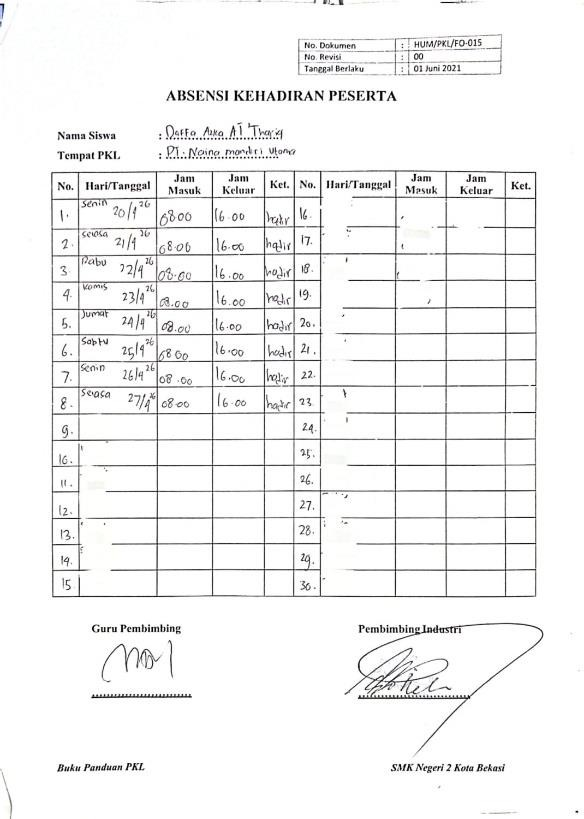 No. Dokumen : HUM/PKL/FO-015
No. Revisi : 00
Tanggal Berlaku : 01 Juni 2021
ABSENSI KEHADIRAN PESERTA
Nama Siswa : Daffa Azka Al Thariq
Tempat PKL : PT. Naina mandiri Utama
No. Hari/Tanggal Jam Masuk Jam Keluar Ket. No. Hari/Tanggal Jam Masuk Jam Keluar Ket.
1. Senin 20/4 26 08.00 16.00 hadir 16.
2. Selasa 21/4 26 08.00 16.00 hadir 17.
3. Rabu 22/4 26 08.00 16.00 hadir 18.
4. Kamis 23/4 26 08.00 16.00 hadir 19.
5. Jumat 24/4 26 08.00 16.00 hadir 20.
6. Sabtu 25/4 26 08.00 16.00 hadir 21.
7. Senin 26/4 26 08.00 16.00 hadir 22.
8. Selasa 27/4 26 08.00 16.00 hadir 23.
9. 24.
10. 25.
11. 26.
12. 27.
13. 28.
14. 29.
15 30.
Guru Pembimbing Pembimbing Industri
Buku Panduan PKL SMK Negeri 2 Kota Bekasi